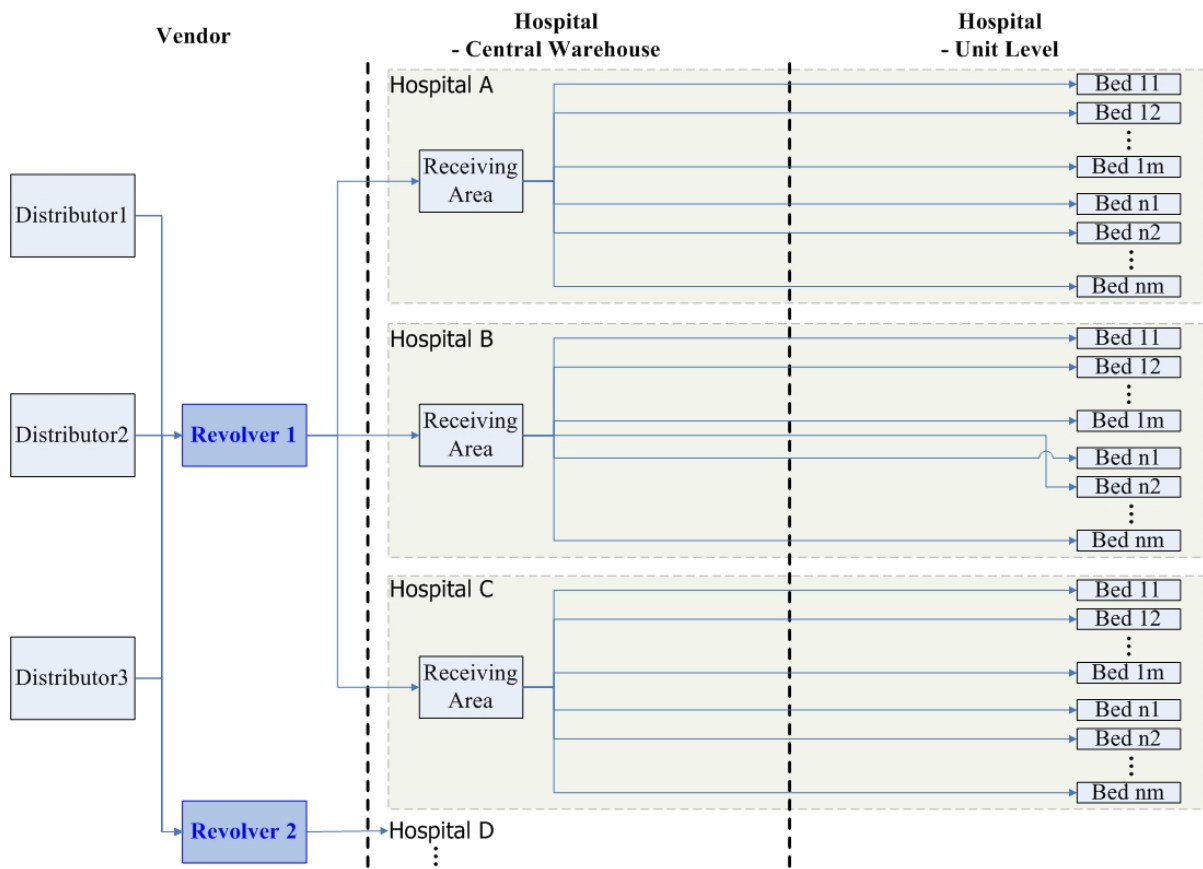 Vendor
Hospital
- Central Warehouse
Hospital
- Unit Level
Distributor1
Distributor2
Distributor3
Revolver 1
Revolver 2
Hospital A
Receiving
Area
Bed 11
Bed 12
Bed 1m
Bed n1
Bed n2
Bed nm
Hospital B
Receiving
Area
Bed 11
Bed 12
Bed 1m
Bed n1
Bed n2
Bed nm
Hospital C
Receiving
Area
Bed 11
Bed 12
Bed 1m
Bed n1
Bed n2
Bed nm
Hospital D